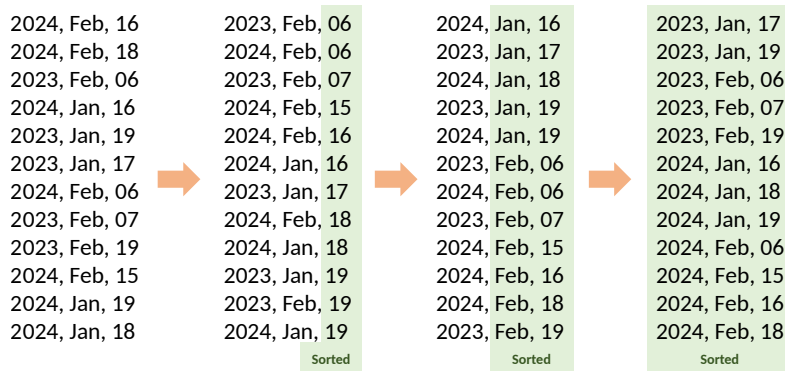 2024, Feb, 16
2024, Feb, 18
2023, Feb, 06
2024, Jan, 16
2023, Jan, 19
2023, Jan, 17
2024, Feb, 06
2023, Feb, 07
2023, Feb, 19
2024, Feb, 15
2024, Jan, 19
2024, Jan, 18
2023, Feb, 06
2024, Feb, 06
2023, Feb, 07
2024, Feb, 15
2024, Feb, 16
2024, Jan, 16
2023, Jan, 17
2024, Feb, 18
2024, Jan, 18
2023, Jan, 19
2023, Feb, 19
2024, Jan, 19
Sorted
2024, Jan, 16
2023, Jan, 17
2024, Jan, 18
2023, Jan, 19
2024, Jan, 19
2023, Feb, 06
2024, Feb, 06
2023, Feb, 07
2024, Feb, 15
2024, Feb, 16
2024, Feb, 18
2023, Feb, 19
Sorted
2023, Jan, 17
2023, Jan, 19
2023, Feb, 06
2023, Feb, 07
2023, Feb, 19
2024, Jan, 16
2024, Jan, 18
2024, Jan, 19
2024, Feb, 06
2024, Feb, 15
2024, Feb, 16
2024, Feb, 18
Sorted